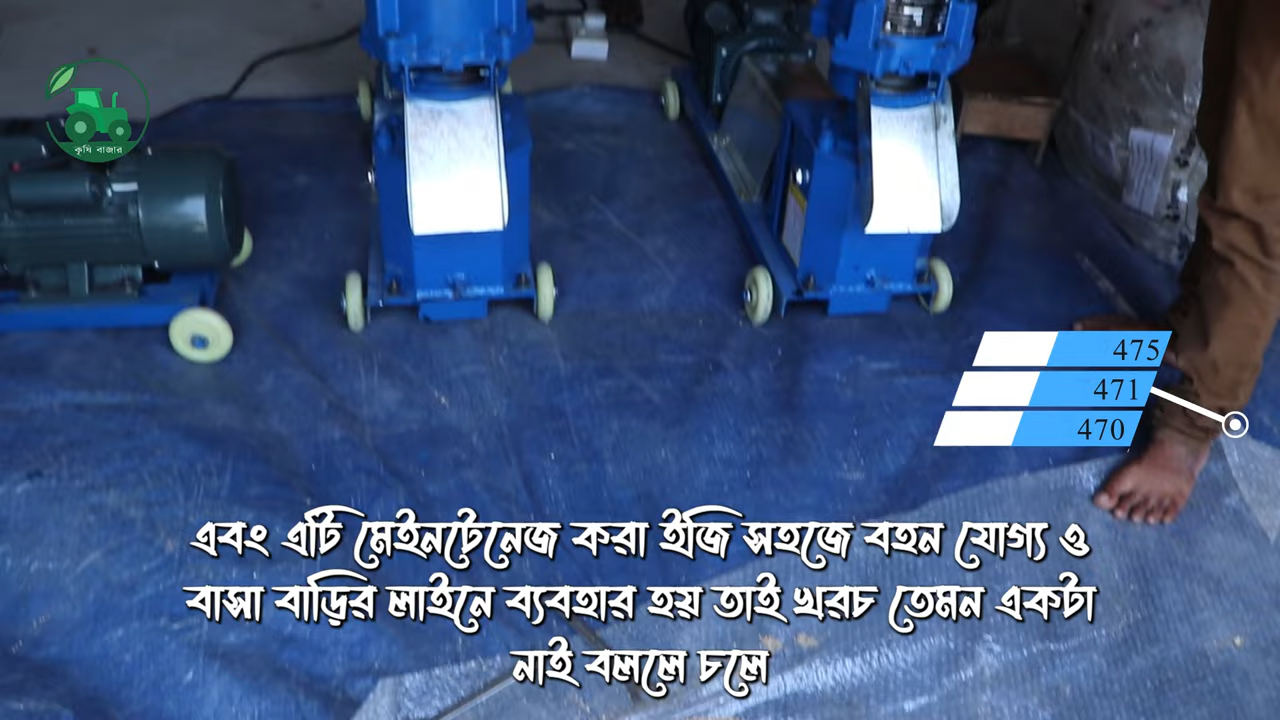 কৃষি বাজার
475
471
470
এবং এটি মেইনটেনেজ করা ইজি সহজে বহন যোগ্য ও
বাসা বাড়ির লাইনে ব্যবহার হয় তাই খরচ তেমন একটা
নাই বললে চলে